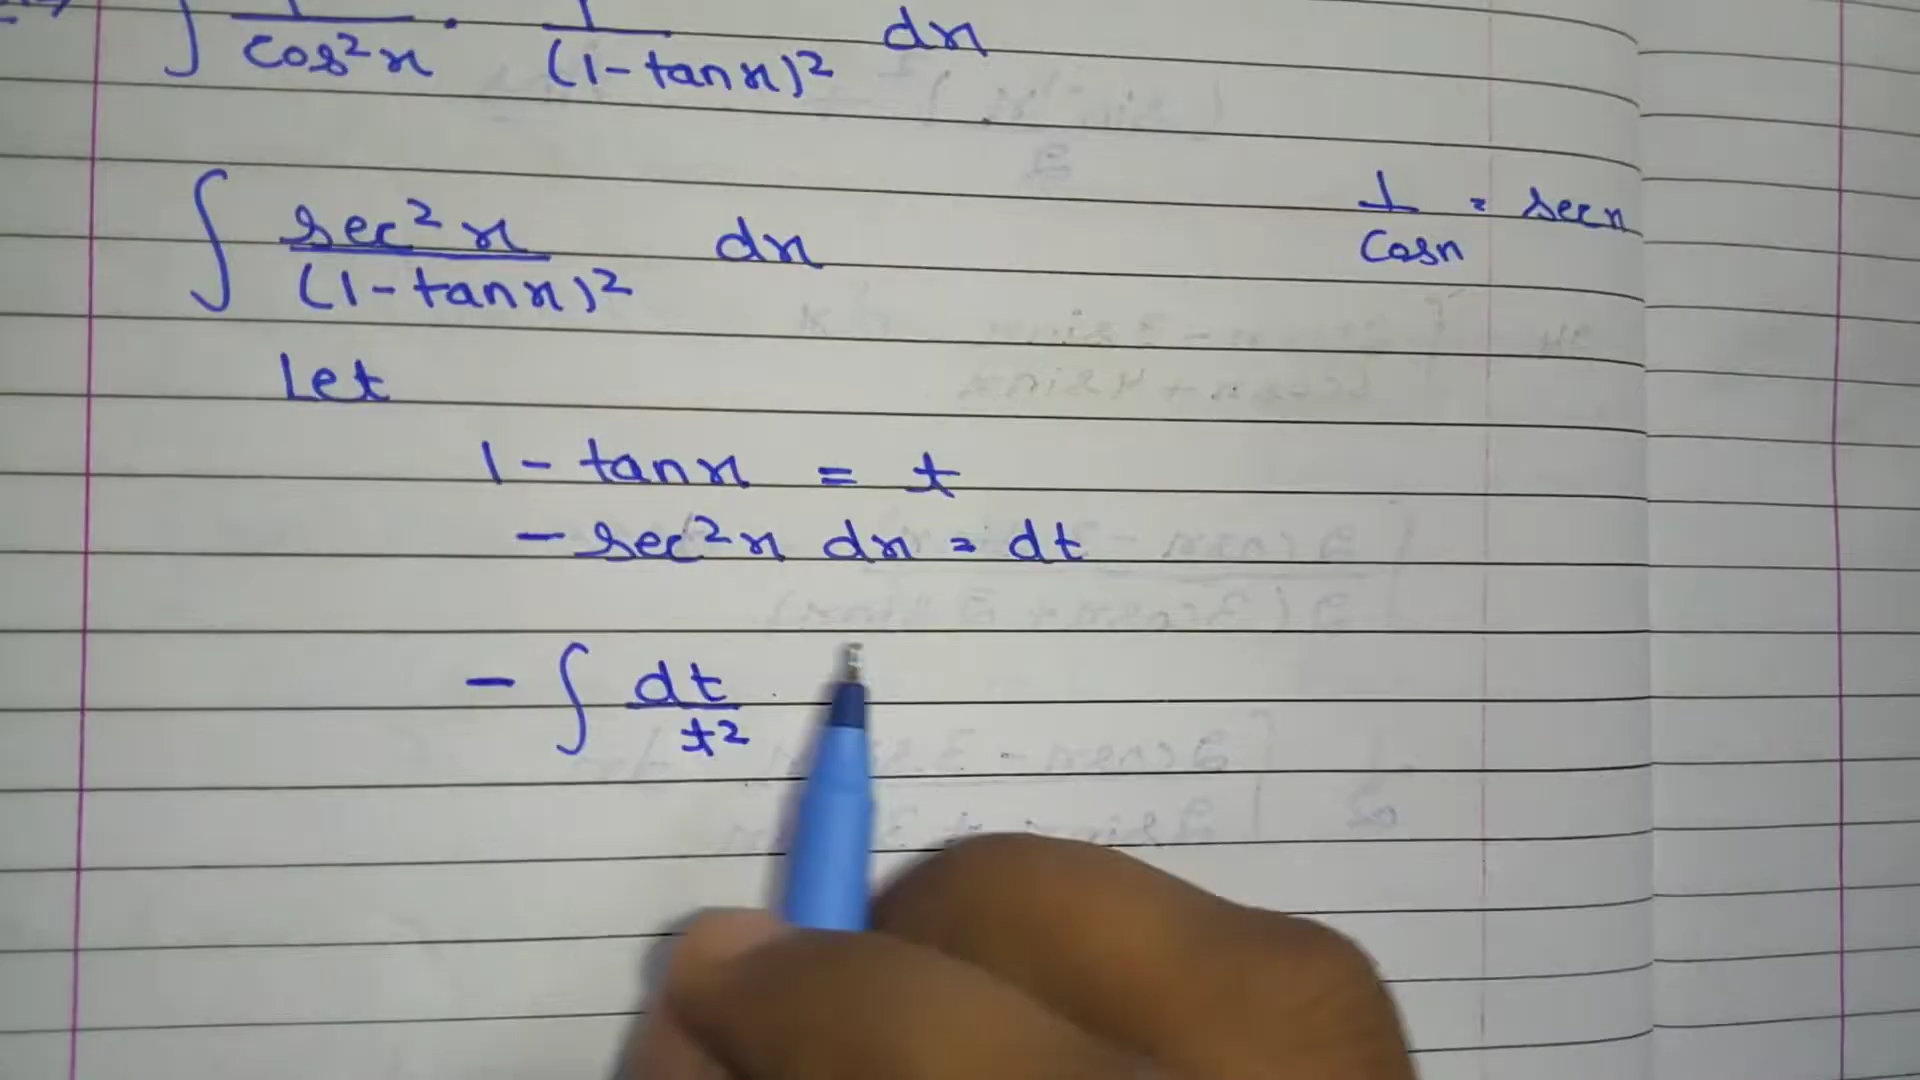 ∫ 1/cos²x · 1/(1-tanx)² dx
∫ sec²x/(1-tanx)² dx
1/cosx = secx
Let
1 - tanx = t
- sec²x dx = dt
- ∫ dt/t²